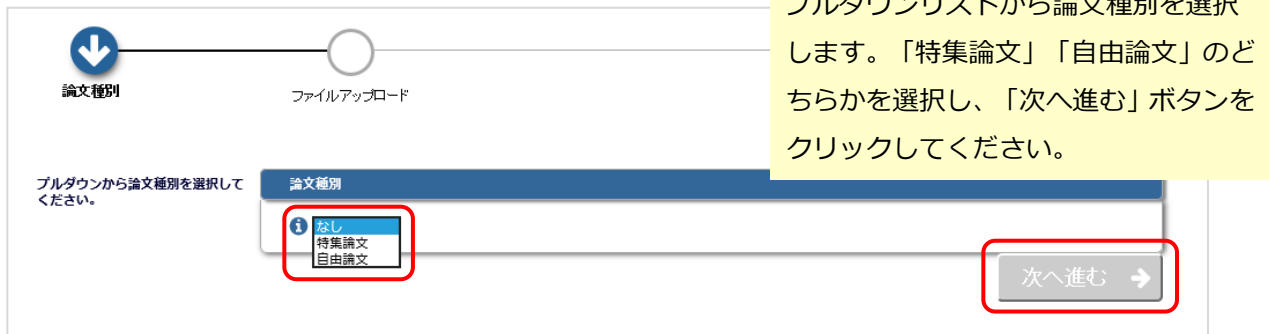 プルダウンリストから論文種別を選択
します。「特集論文」「自由論文」のど
ちらかを選択し、「次へ進む」ボタンを
クリックしてください。
論文種別
ファイルアップロード
プルダウンから論文種別を選択して
ください。
論文種別
なし
特集論文
自由論文
次へ進む